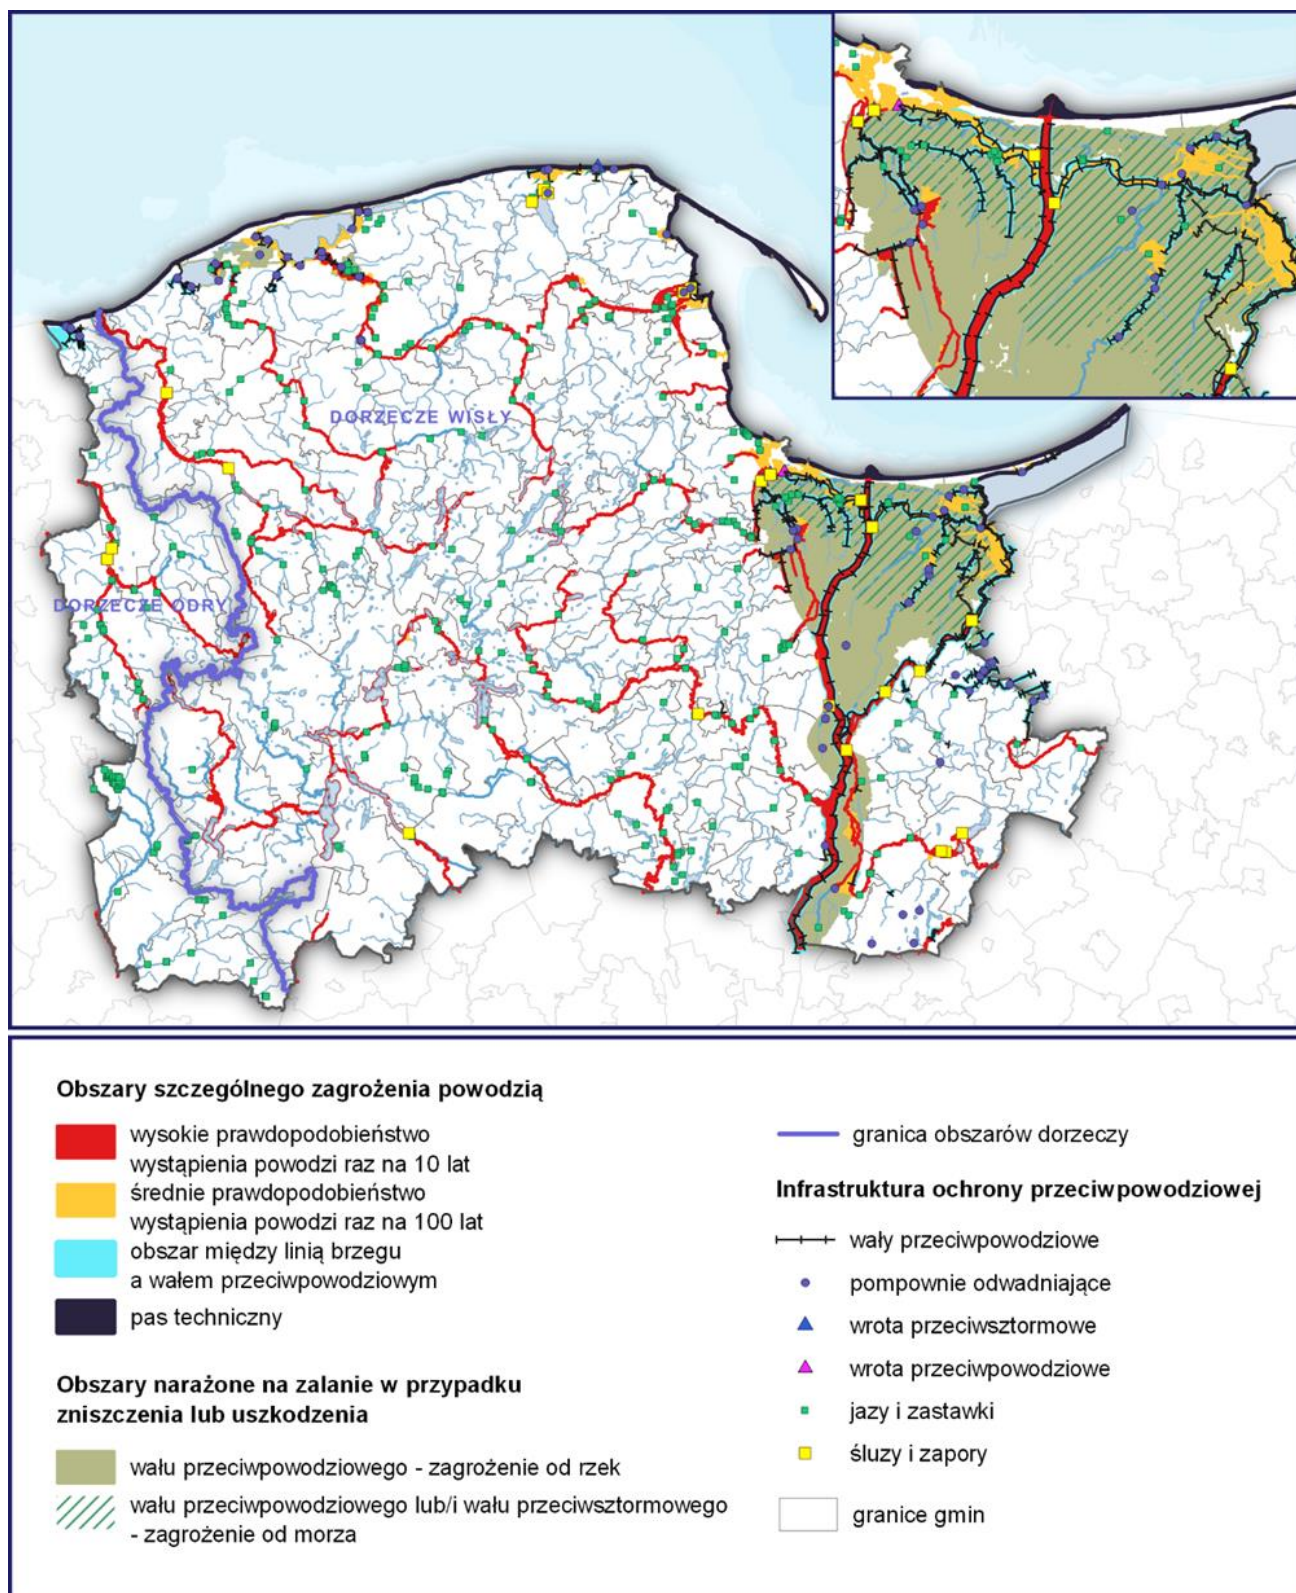 DORZECZE WISŁY
DORZECZE ODRY
Obszary szczególnego zagrożenia powodzią
wysokie prawdopodobieństwo
wystąpienia powodzi raz na 10 lat
średnie prawdopodobieństwo
wystąpienia powodzi raz na 100 lat
obszar między linią brzegu
a wałem przeciwpowodziowym
pas techniczny
Obszary narażone na zalanie w przypadku
zniszczenia lub uszkodzenia
wału przeciwpowodziowego - zagrożenie od rzek
wału przeciwpowodziowego lub/i wału przeciwsztormowego
- zagrożenie od morza
granica obszarów dorzeczy
Infrastruktura ochrony przeciwpowodziowej
wały przeciwpowodziowe
pompownie odwadniające
wrota przeciwsztormowe
wrota przeciwpowodziowe
jazy i zastawki
śluzy i zapory
granice gmin